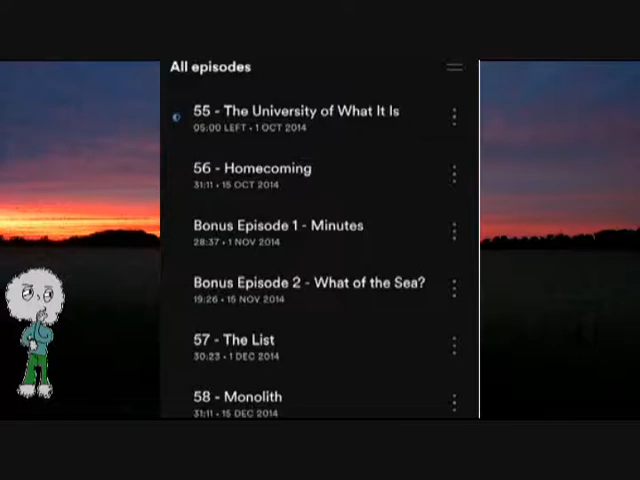 All episodes
55 - The University of What It Is
05:00 LEFT • 1 OCT 2014
56 - Homecoming
31:11 • 15 OCT 2014
Bonus Episode 1 - Minutes
28:37 • 1 NOV 2014
Bonus Episode 2 - What of the Sea?
19:26 • 15 NOV 2014
57 - The List
30:23 • 1 DEC 2014
58 - Monolith
31:11 • 15 DEC 2014